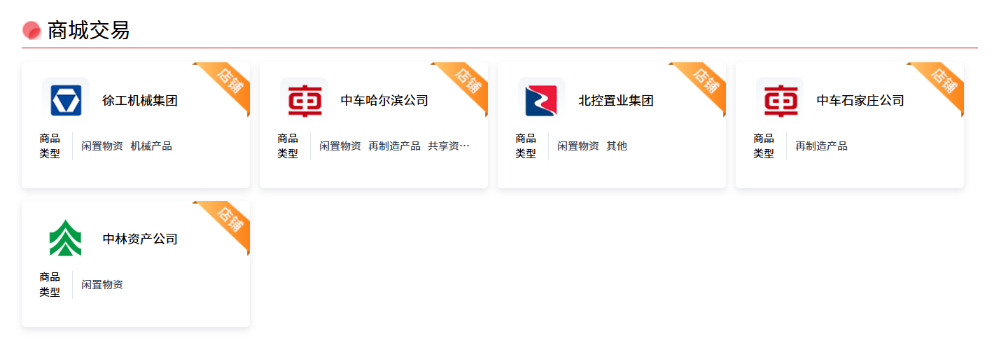 商城交易
店铺
徐工机械集团
商品
类型
闲置物资 机械产品
店铺
中车哈尔滨公司
商品
类型
闲置物资 再制造产品 共享资…
店铺
北控置业集团
商品
类型
闲置物资 其他
店铺
中车石家庄公司
商品
类型
再制造产品
店铺
中林资产公司
商品
类型
闲置物资